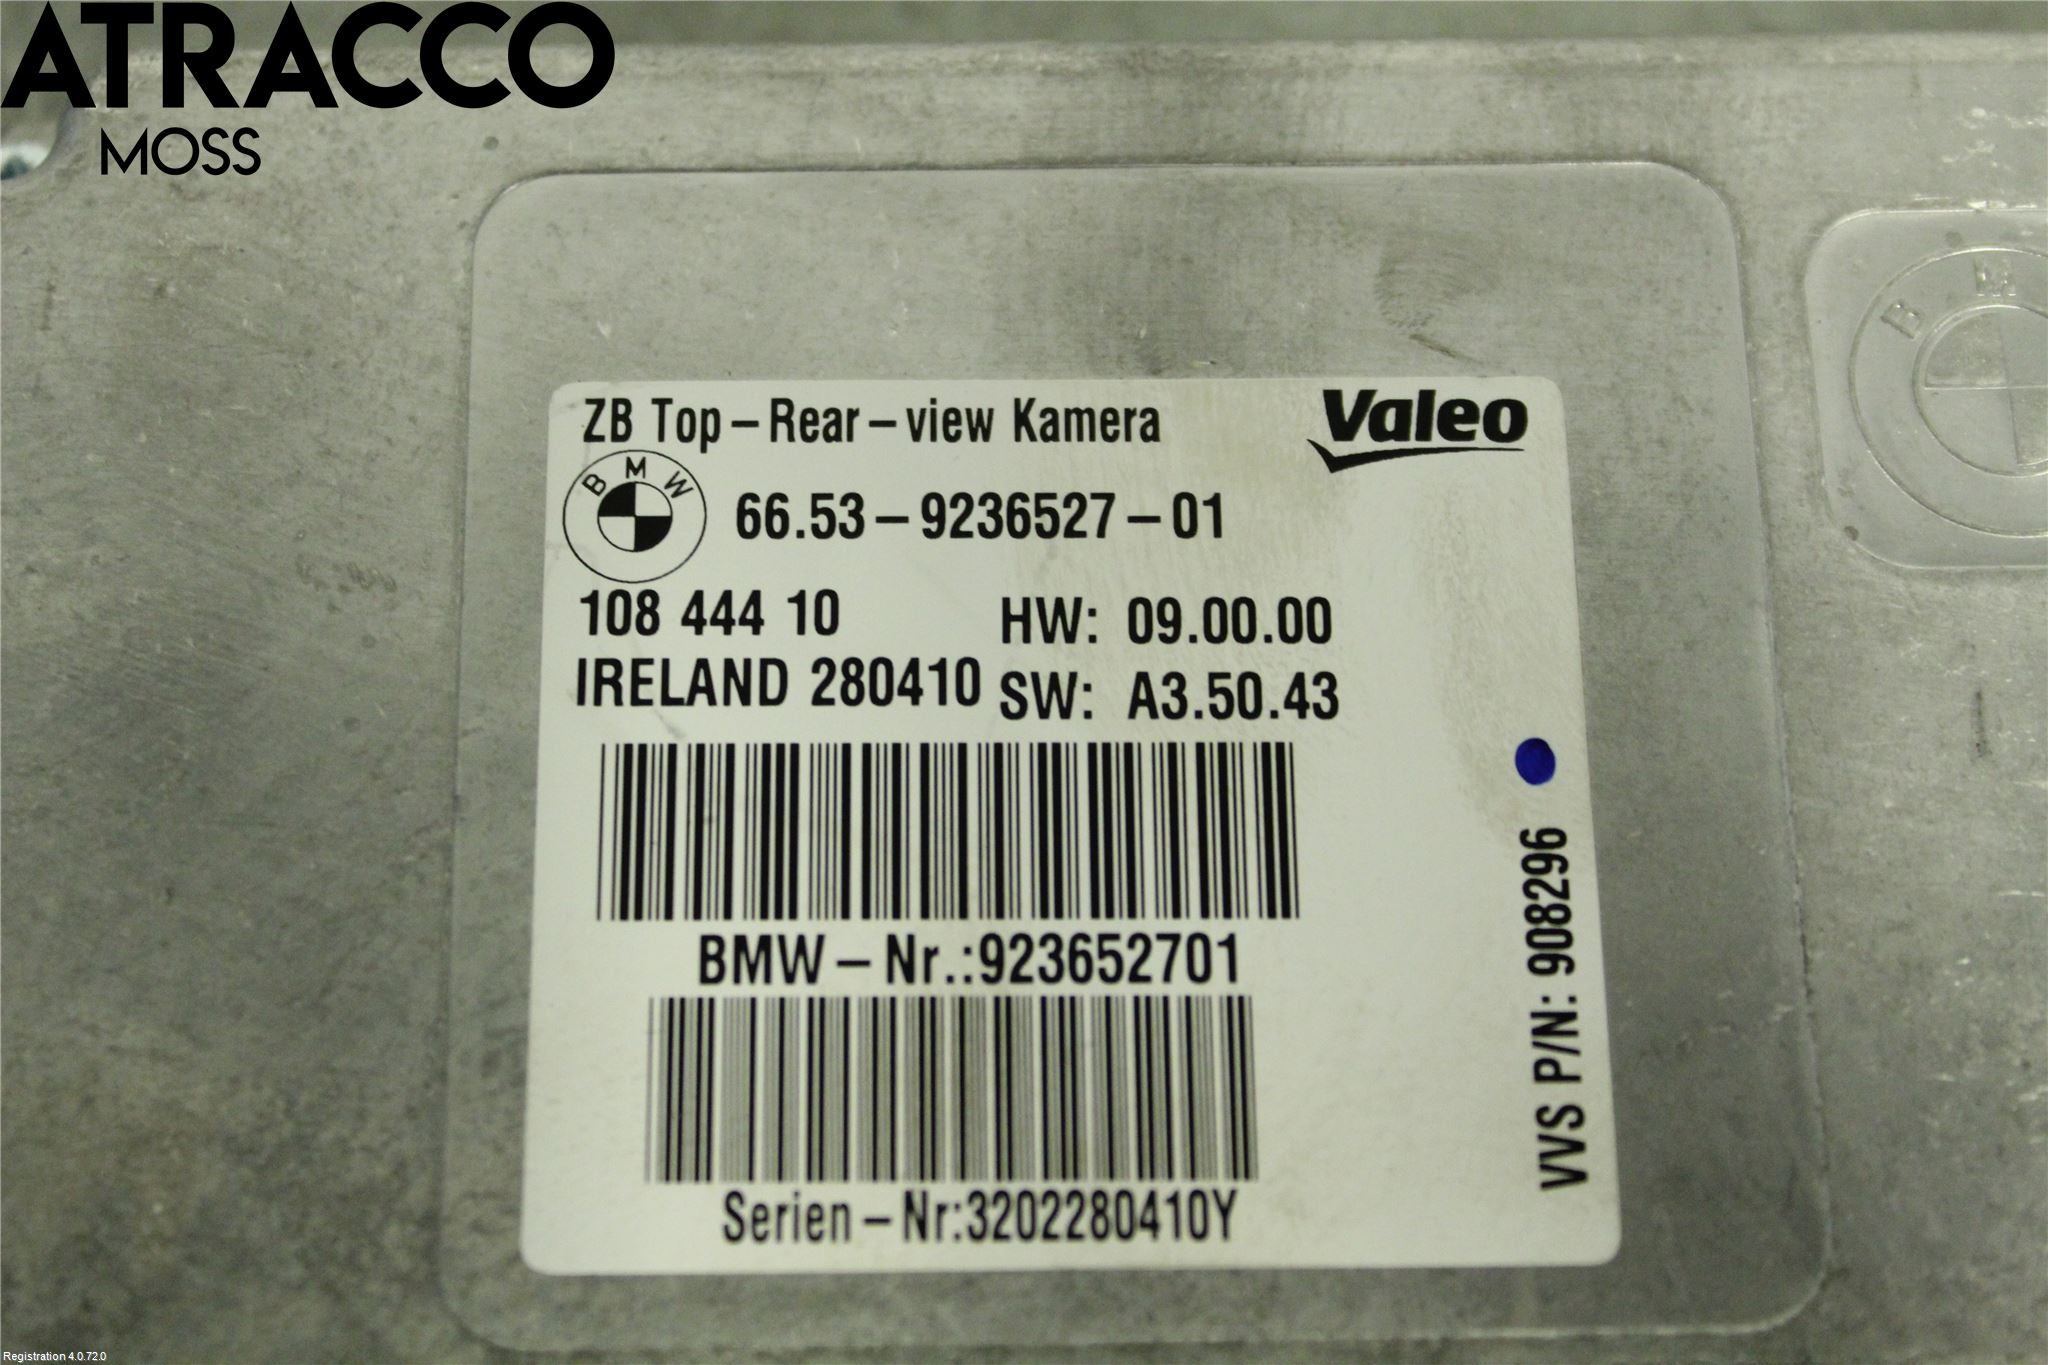 ATRACCO
MOSS
B M
ZB Top-Rear-view Kamera
Valeo
BMW
66.53-9236527-01
108 444 10
HW: 09.00.00
IRELAND 280410
SW: A3.50.43
BMW-Nr.:923652701
Serien-Nr:3202280410Y
VVS P/N: 908296
Registration 4.0.72.0